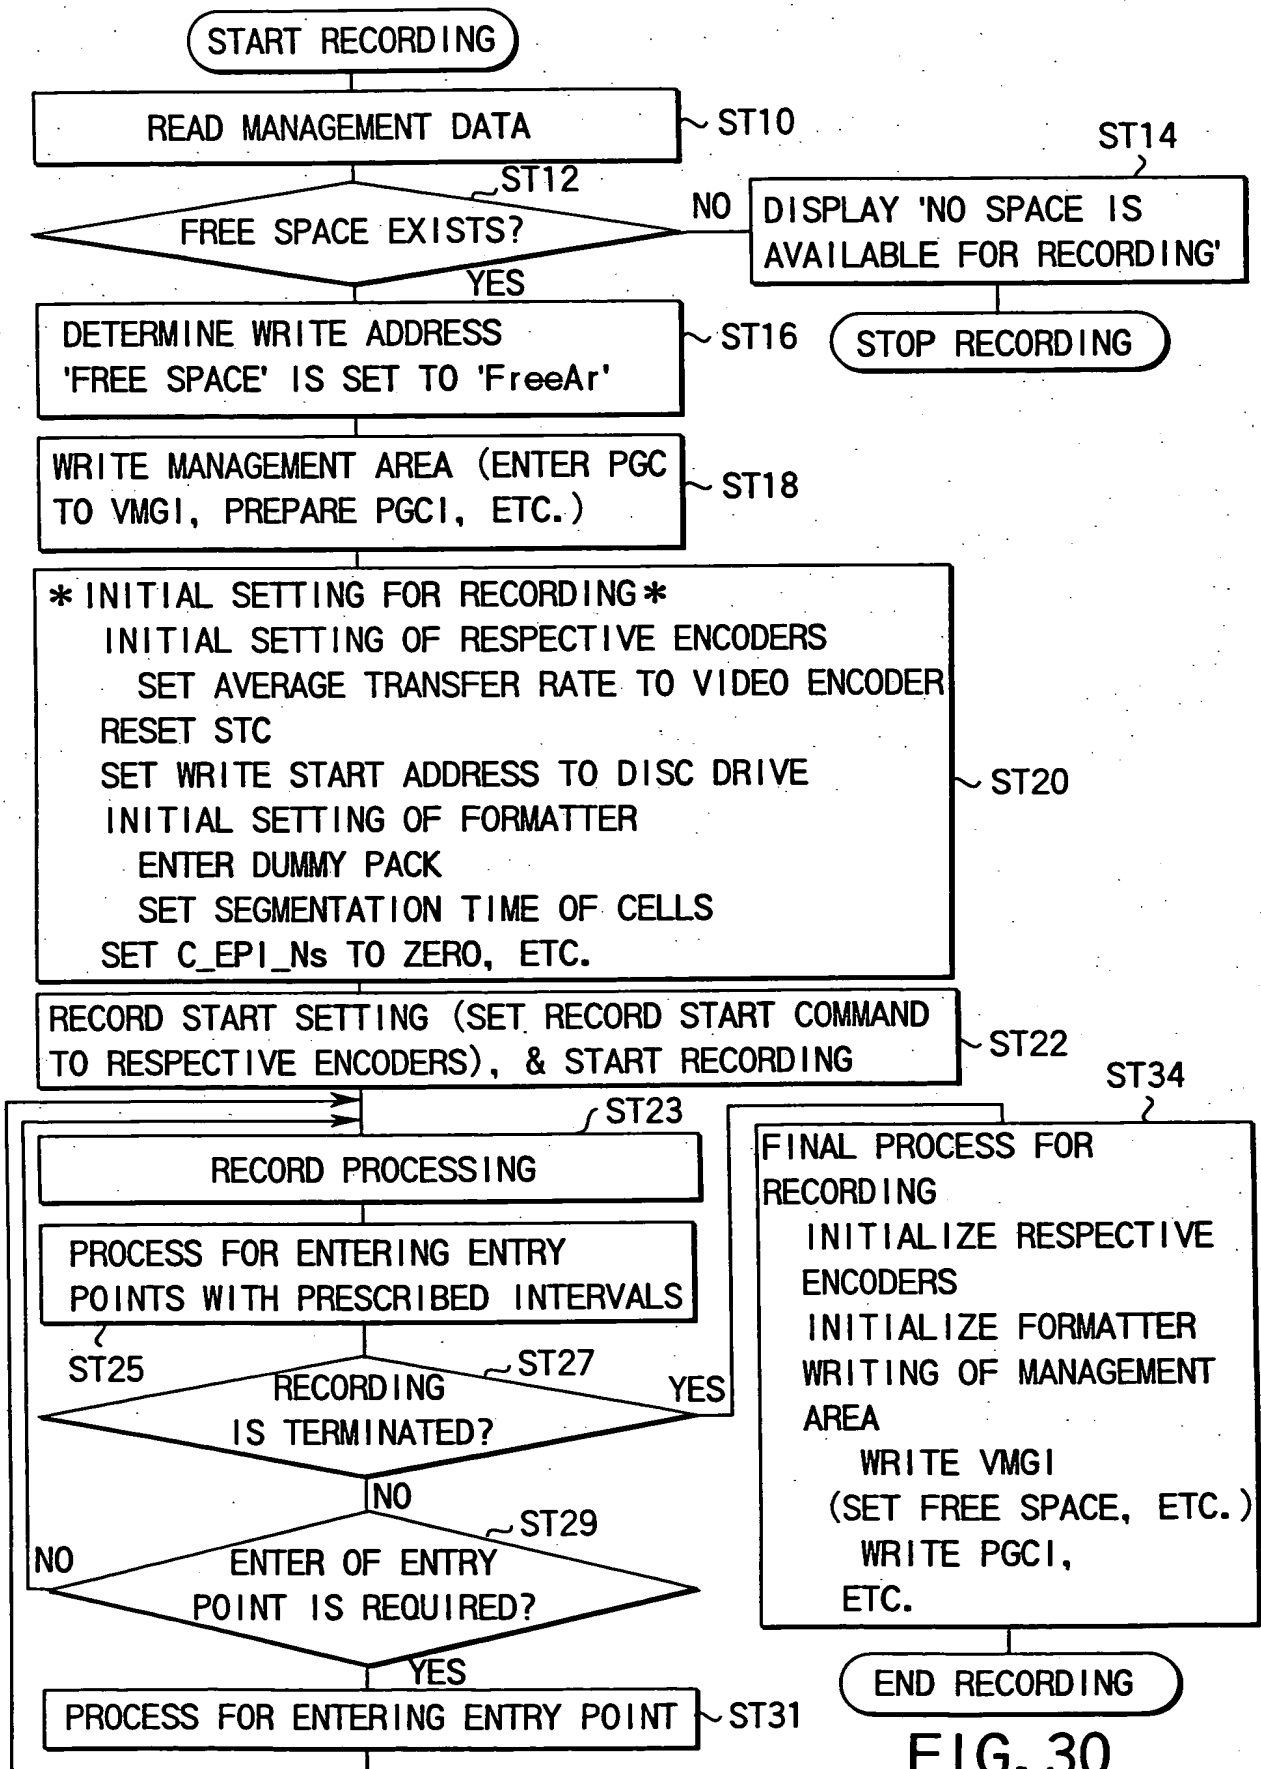 START RECORDING
READ MANAGEMENT DATA
ST10
ST12
FREE SPACE EXISTS?
NO
YES
ST14
DISPLAY 'NO SPACE IS
AVAILABLE FOR RECORDING'
STOP RECORDING
DETERMINE WRITE ADDRESS
'FREE SPACE' IS SET TO 'FreeAr'
ST16
WRITE MANAGEMENT AREA (ENTER PGC
TO VMGI, PREPARE PGCI, ETC.)
ST18
*INITIAL SETTING FOR RECORDING*
INITIAL SETTING OF RESPECTIVE ENCODERS
SET AVERAGE TRANSFER RATE TO VIDEO ENCODER
RESET STC
SET WRITE START ADDRESS TO DISC DRIVE
INITIAL SETTING OF FORMATTER
ENTER DUMMY PACK
SET SEGMENTATION TIME OF CELLS
SET C_EPI_Ns TO ZERO, ETC.
ST20
RECORD START SETTING (SET RECORD START COMMAND
TO RESPECTIVE ENCODERS), & START RECORDING
ST22
ST23
RECORD PROCESSING
PROCESS FOR ENTERING ENTRY
POINTS WITH PRESCRIBED INTERVALS
ST25
ST27
RECORDING
IS TERMINATED?
YES
NO
ST29
ENTER OF ENTRY
POINT IS REQUIRED?
NO
YES
PROCESS FOR ENTERING ENTRY POINT
ST31
ST34
FINAL PROCESS FOR
RECORDING
INITIALIZE RESPECTIVE
ENCODERS
INITIALIZE FORMATTER
WRITING OF MANAGEMENT
AREA
WRITE VMGI
(SET FREE SPACE, ETC.)
WRITE PGCI,
ETC.
END RECORDING
FIG. 30